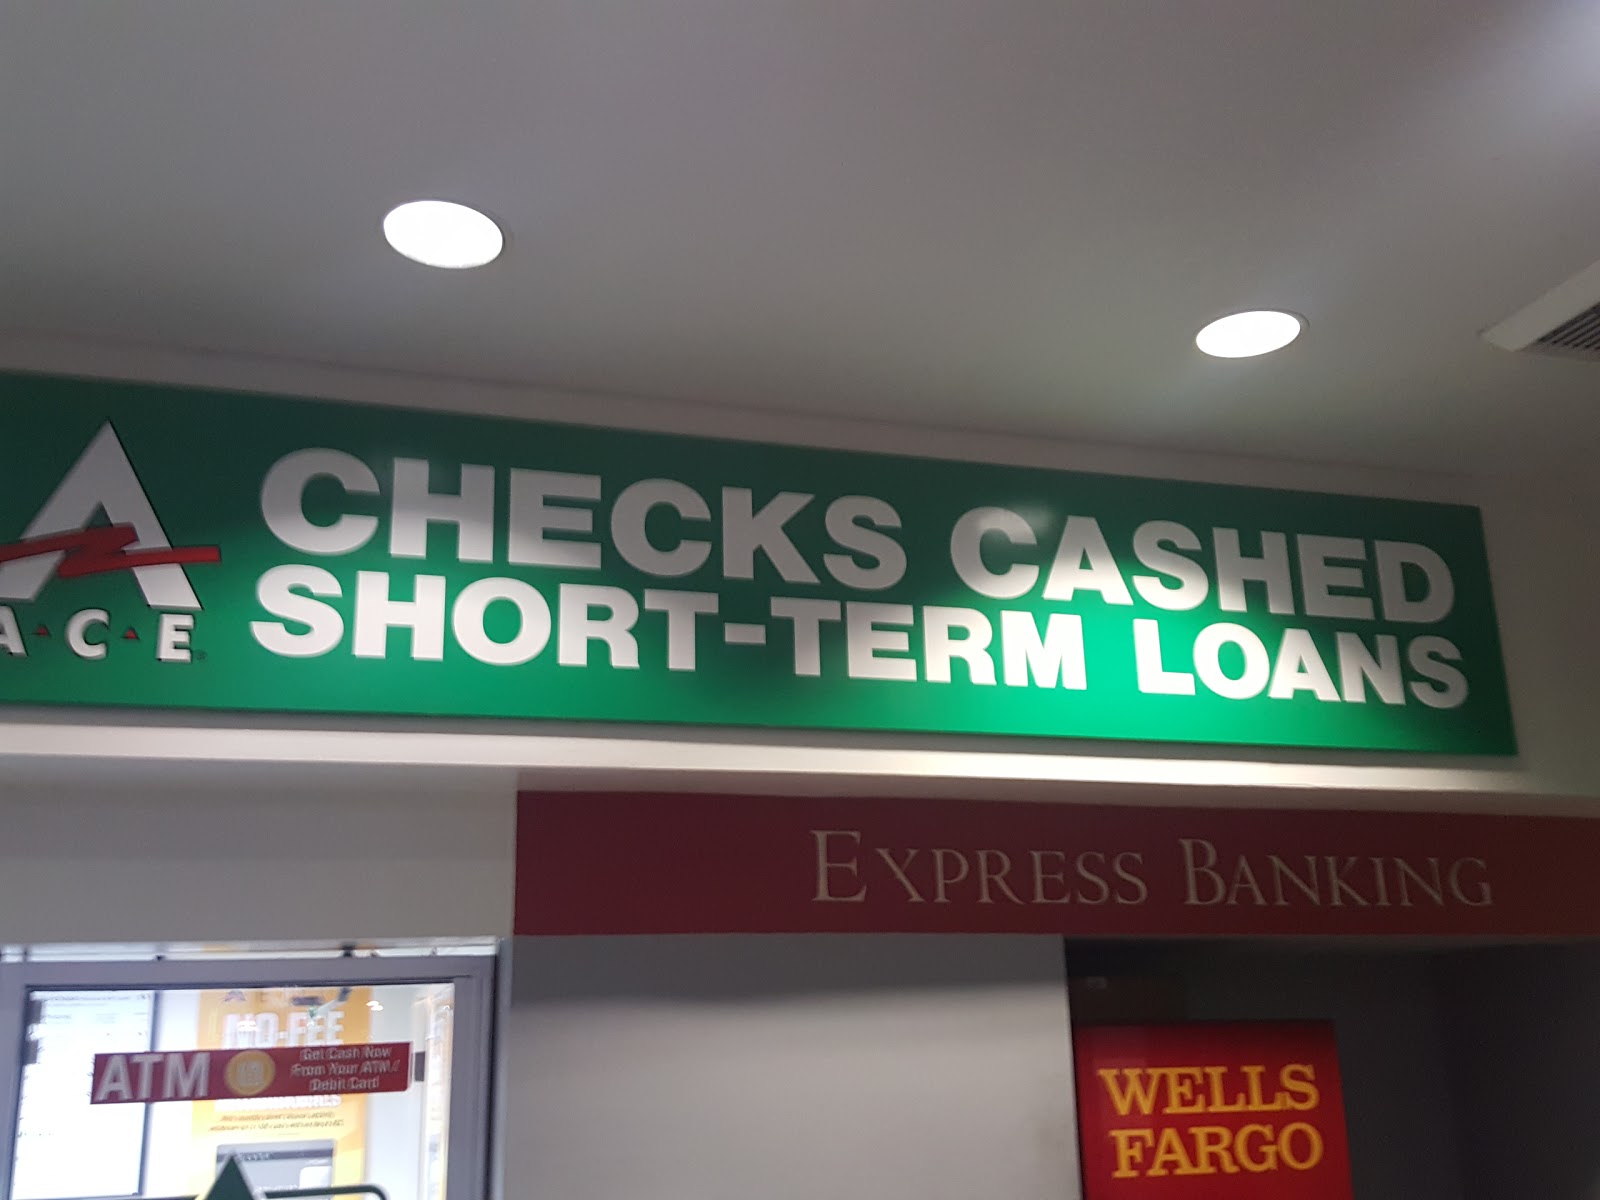 CHECKS CASHED
SHORT-TERM LOANS
A·C·E
EXPRESS BANKING
NO-FEE
ATM
Get Cash Now
From Your ATM /
Debit Card
WELLS
FARGO